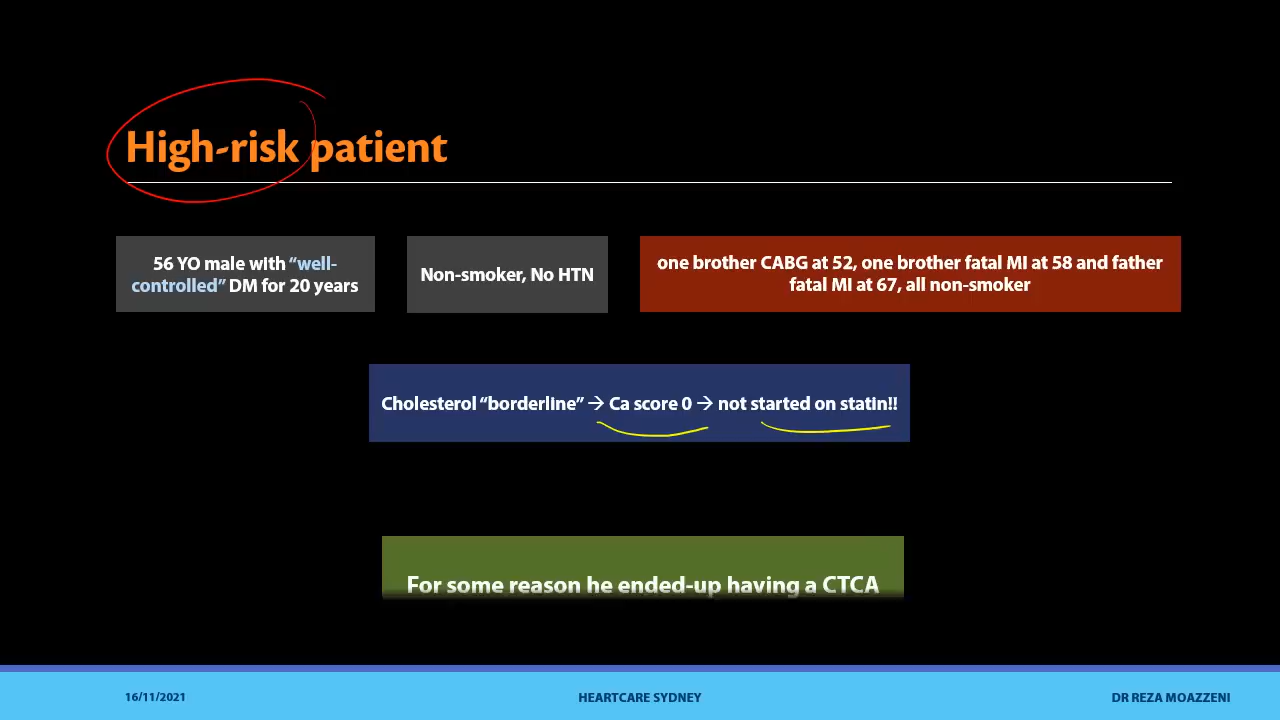 High-risk patient
56 YO male with “well-
controlled” DM for 20 years
Non-smoker, No HTN
one brother CABG at 52, one brother fatal MI at 58 and father
fatal MI at 67, all non-smoker
Cholesterol “borderline” → Ca score 0 → not started on statin!!
For some reason he ended-up having a CTCA
16/11/2021
HEARTCARE SYDNEY
DR REZA MOAZZENI